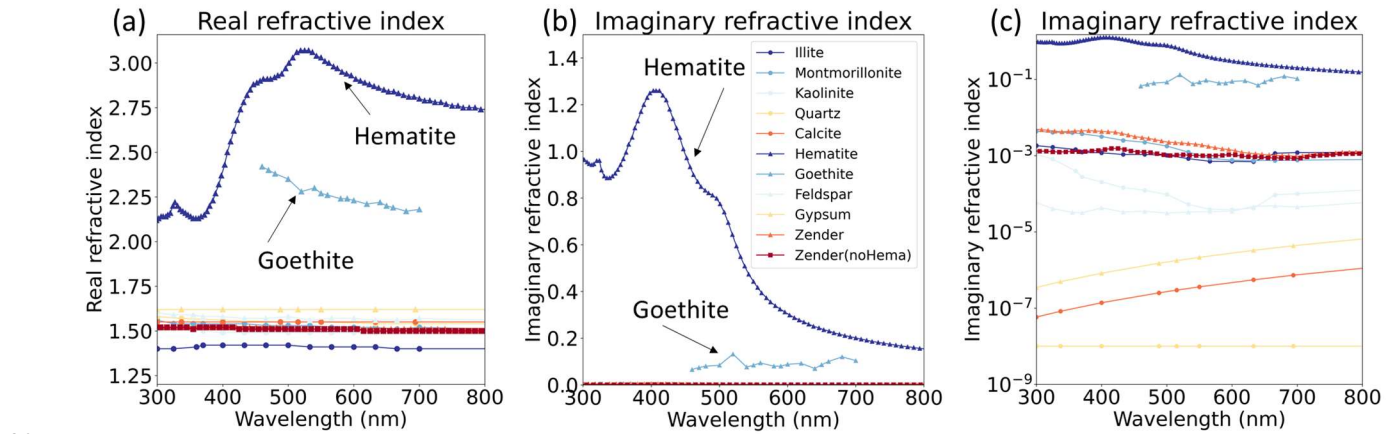 (a) Real refractive index
Real refractive index
3.00
2.75
2.50
2.25
2.00
1.75
1.50
1.25
Hematite
Goethite
300 400 500 600 700 800
Wavelength (nm)
(b) Imaginary refractive index
Imaginary refractive index
1.4
1.2
1.0
0.8
0.6
0.4
0.2
0.0
Hematite
Goethite
Illite
Montmorillonite
Kaolinite
Quartz
Calcite
Hematite
Goethite
Feldspar
Gypsum
Zender
Zender(noHema)
300 400 500 600 700 800
Wavelength (nm)
(c) Imaginary refractive index
Imaginary refractive index
10⁻¹
10⁻³
10⁻⁵
10⁻⁷
10⁻⁹
300 400 500 600 700 800
Wavelength (nm)